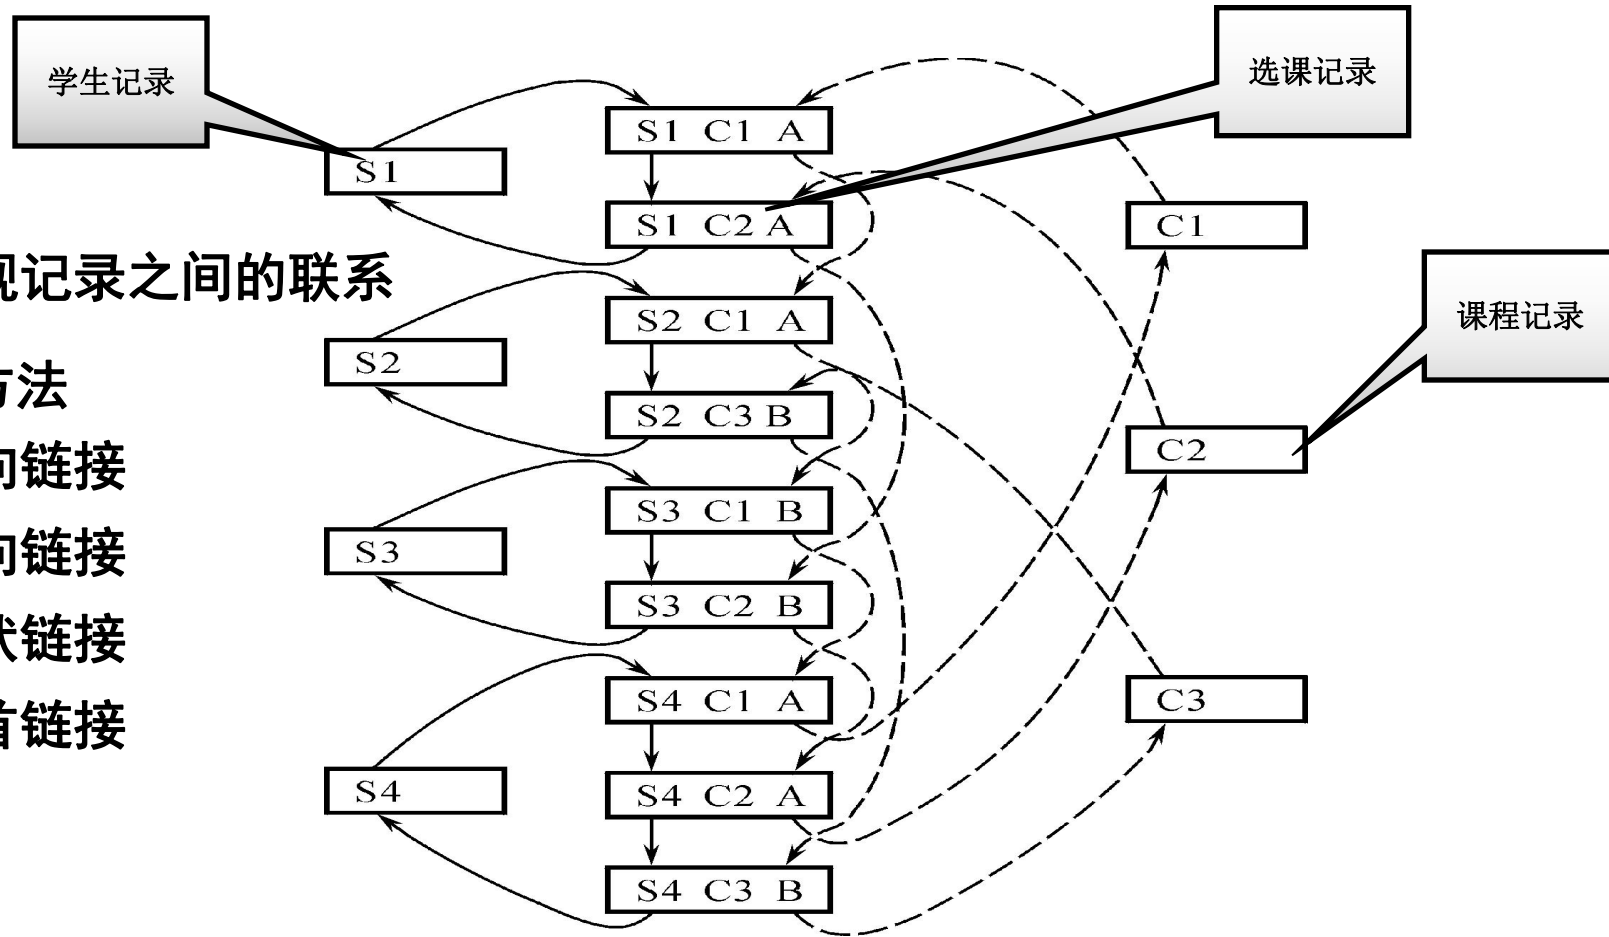 学生记录
选课记录
S1 C1 A
S1
S1 C2 A
C1
观记录之间的联系
S2 C1 A
课程记录
S2
方法
S2 C3 B
C2
向链接
S3 C1 B
S3
向链接
S3 C2 B
状链接
S4 C1 A
C3
首链接
S4
S4 C2 A
S4 C3 B